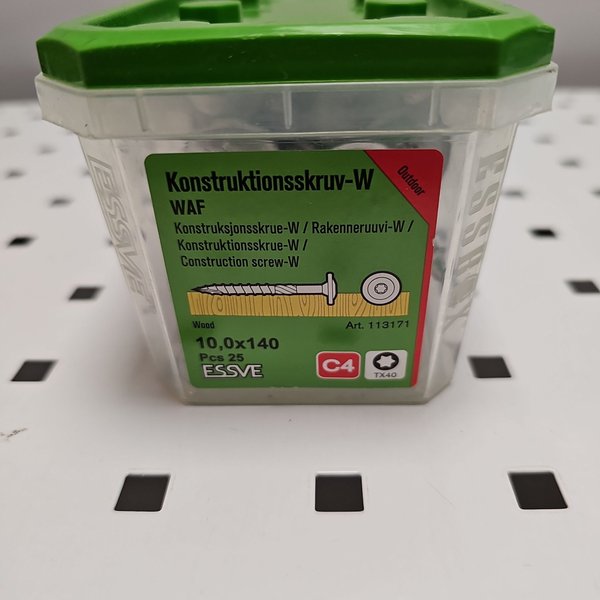 Konstruktionsskruv-W
WAF
Outdoor
Konstruksjonsskrue-W / Rakenneruuvi-W /
Konstruktionsskrue-W /
Construction screw-W
Wood
Art. 113171
10,0x140
Pcs 25
ESSVE
C4
TX40
ESSVE
ESSBOX